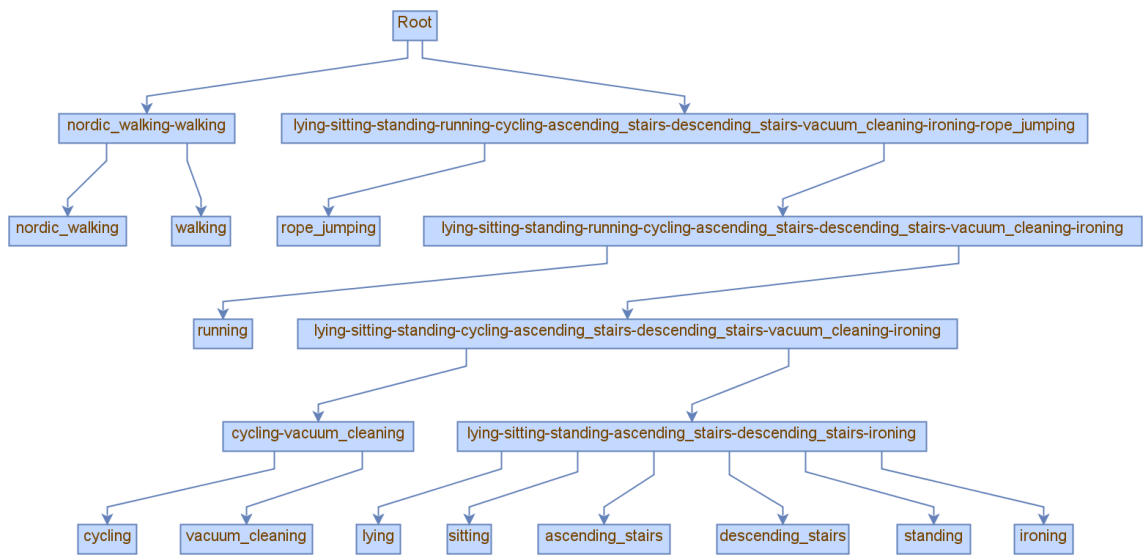 Root
nordic_walking-walking
lying-sitting-standing-running-cycling-ascending_stairs-descending_stairs-vacuum_cleaning-ironing-rope_jumping
nordic_walking
walking
rope_jumping
lying-sitting-standing-running-cycling-ascending_stairs-descending_stairs-vacuum_cleaning-ironing
running
lying-sitting-standing-cycling-ascending_stairs-descending_stairs-vacuum_cleaning-ironing
cycling-vacuum_cleaning
lying-sitting-standing-ascending_stairs-descending_stairs-ironing
cycling
vacuum_cleaning
lying
sitting
ascending_stairs
descending_stairs
standing
ironing